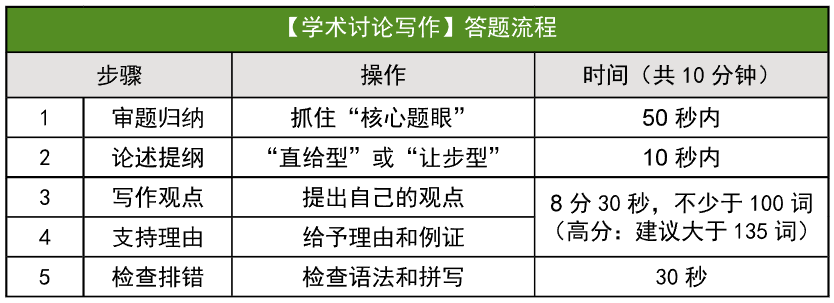 【学术讨论写作】答题流程
步骤 操作 时间（共 10 分钟）
1 审题归纳 抓住“核心题眼” 50 秒内
2 论述提纲 “直给型”或“让步型” 10 秒内
3 写作观点 提出自己的观点
8 分 30 秒，不少于 100 词
（高分：建议大于 135 词）
4 支持理由 给予理由和例证
5 检查排错 检查语法和拼写 30 秒